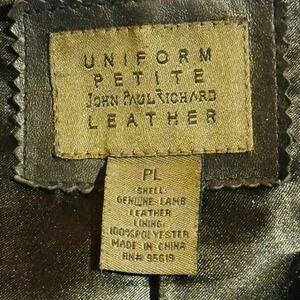 UNIFORM
PETITE
JOHN PAUL RICHARD
LEATHER
PL
SHELL:
GENUINE LAMB
LEATHER
LINING:
100% POLYESTER
MADE IN CHINA
RN# 95619